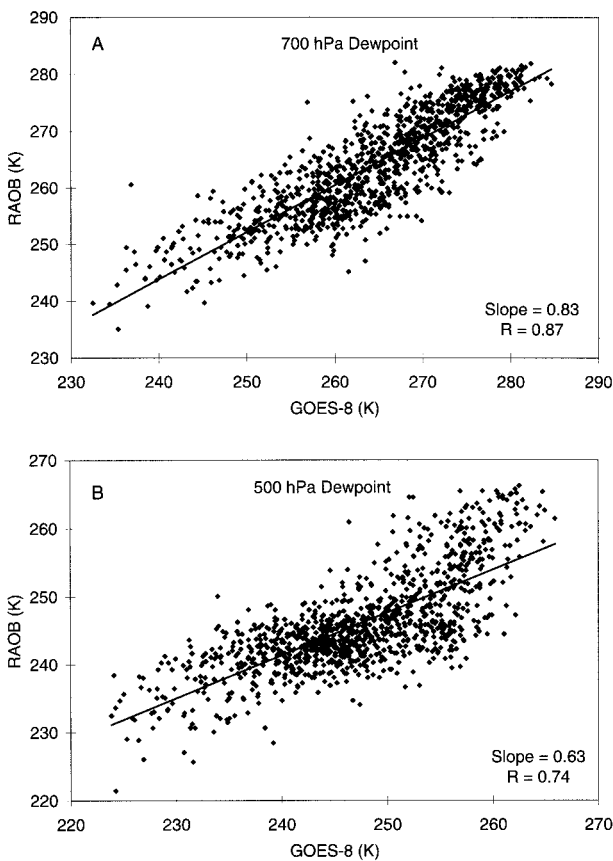 A
700 hPa Dewpoint
290
280
270
260
250
240
230
RAOB (K)
Slope = 0.83
R = 0.87
230 240 250 260 270 280 290
GOES-8 (K)
B
500 hPa Dewpoint
270
260
250
240
230
220
RAOB (K)
Slope = 0.63
R = 0.74
220 230 240 250 260 270
GOES-8 (K)